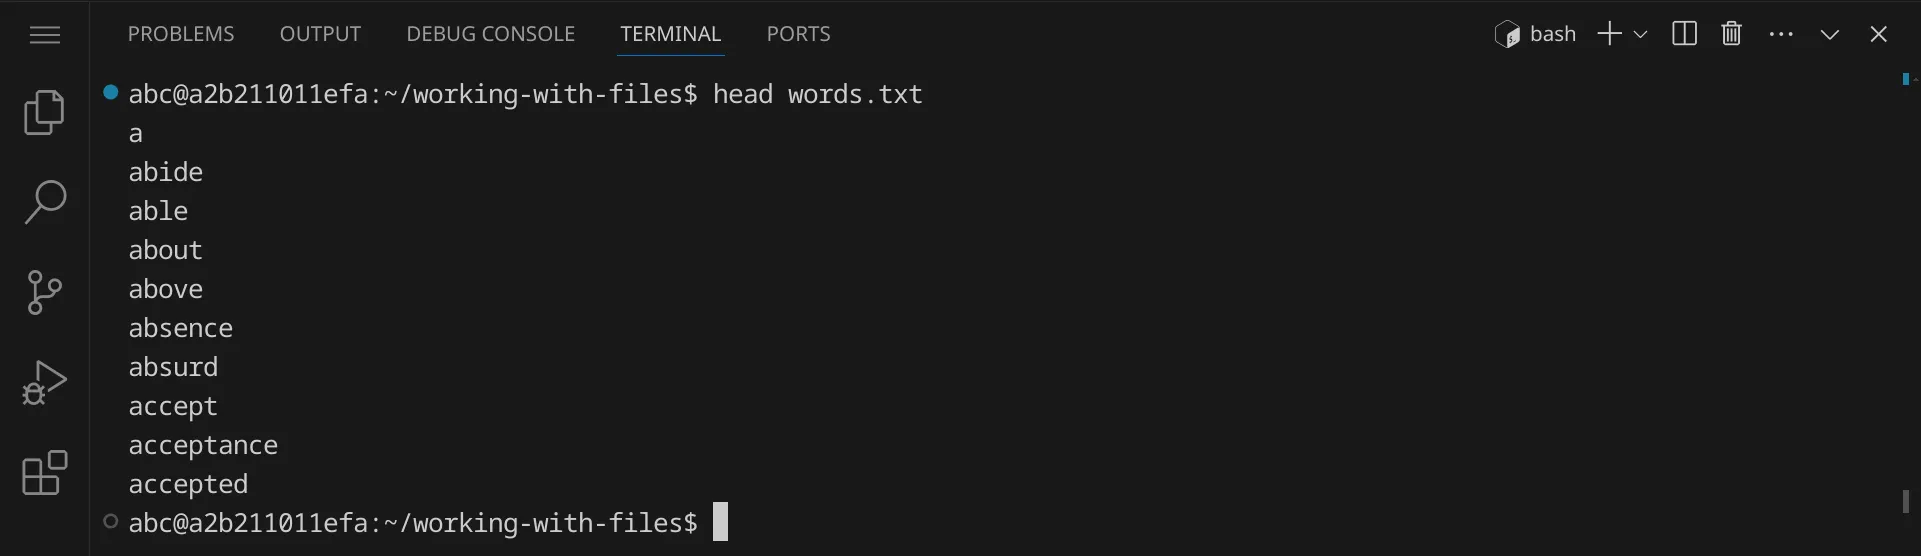 PROBLEMS OUTPUT DEBUG CONSOLE TERMINAL PORTS bash
abc@a2b211011efa:~/working-with-files$ head words.txt
a
abide
able
about
above
absence
absurd
accept
acceptance
accepted
abc@a2b211011efa:~/working-with-files$